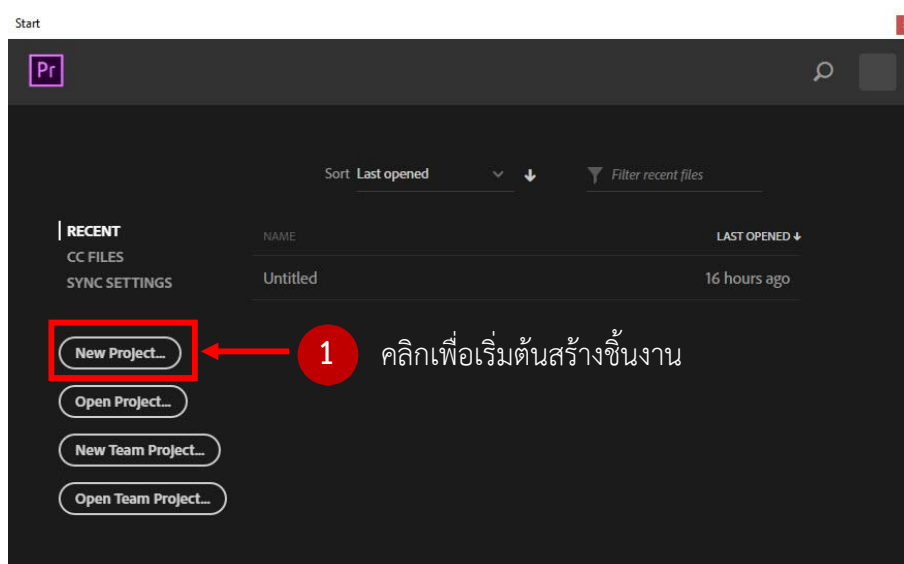 Start
Pr
Sort Last opened
Filter recent files
RECENT
CC FILES
SYNC SETTINGS
NAME LAST OPENED
Untitled 16 hours ago
New Project...
1 คลิกเพื่อเริ่มต้นสร้างชิ้นงาน
Open Project...
New Team Project...
Open Team Project...